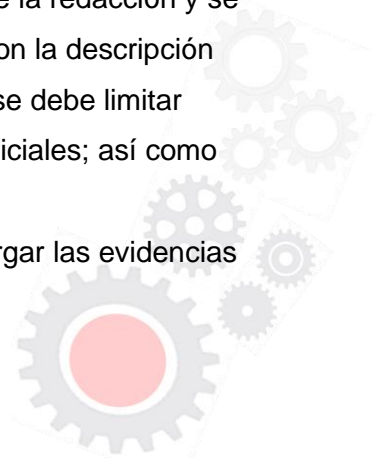 e la redacción y se
on la descripción
se debe limitar
iciales; así como
rgar las evidencias